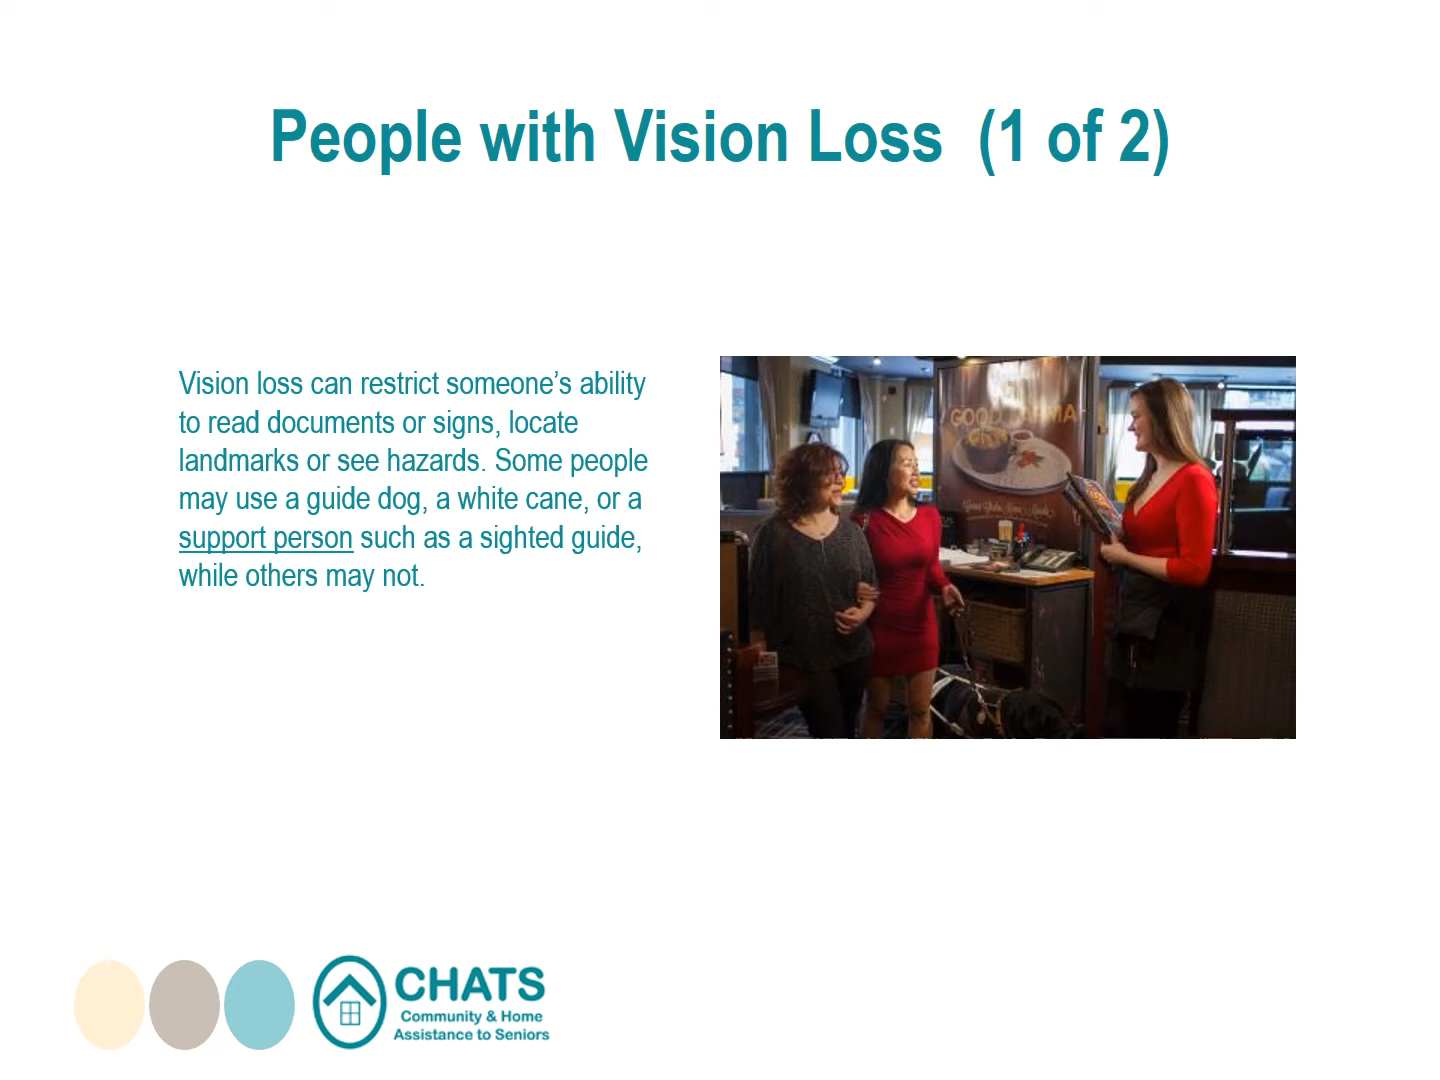 People with Vision Loss (1 of 2)
Vision loss can restrict someone’s ability
to read documents or signs, locate
landmarks or see hazards. Some people
may use a guide dog, a white cane, or a
support person such as a sighted guide,
while others may not.
GOOD
CHATS
Community & Home
Assistance to Seniors